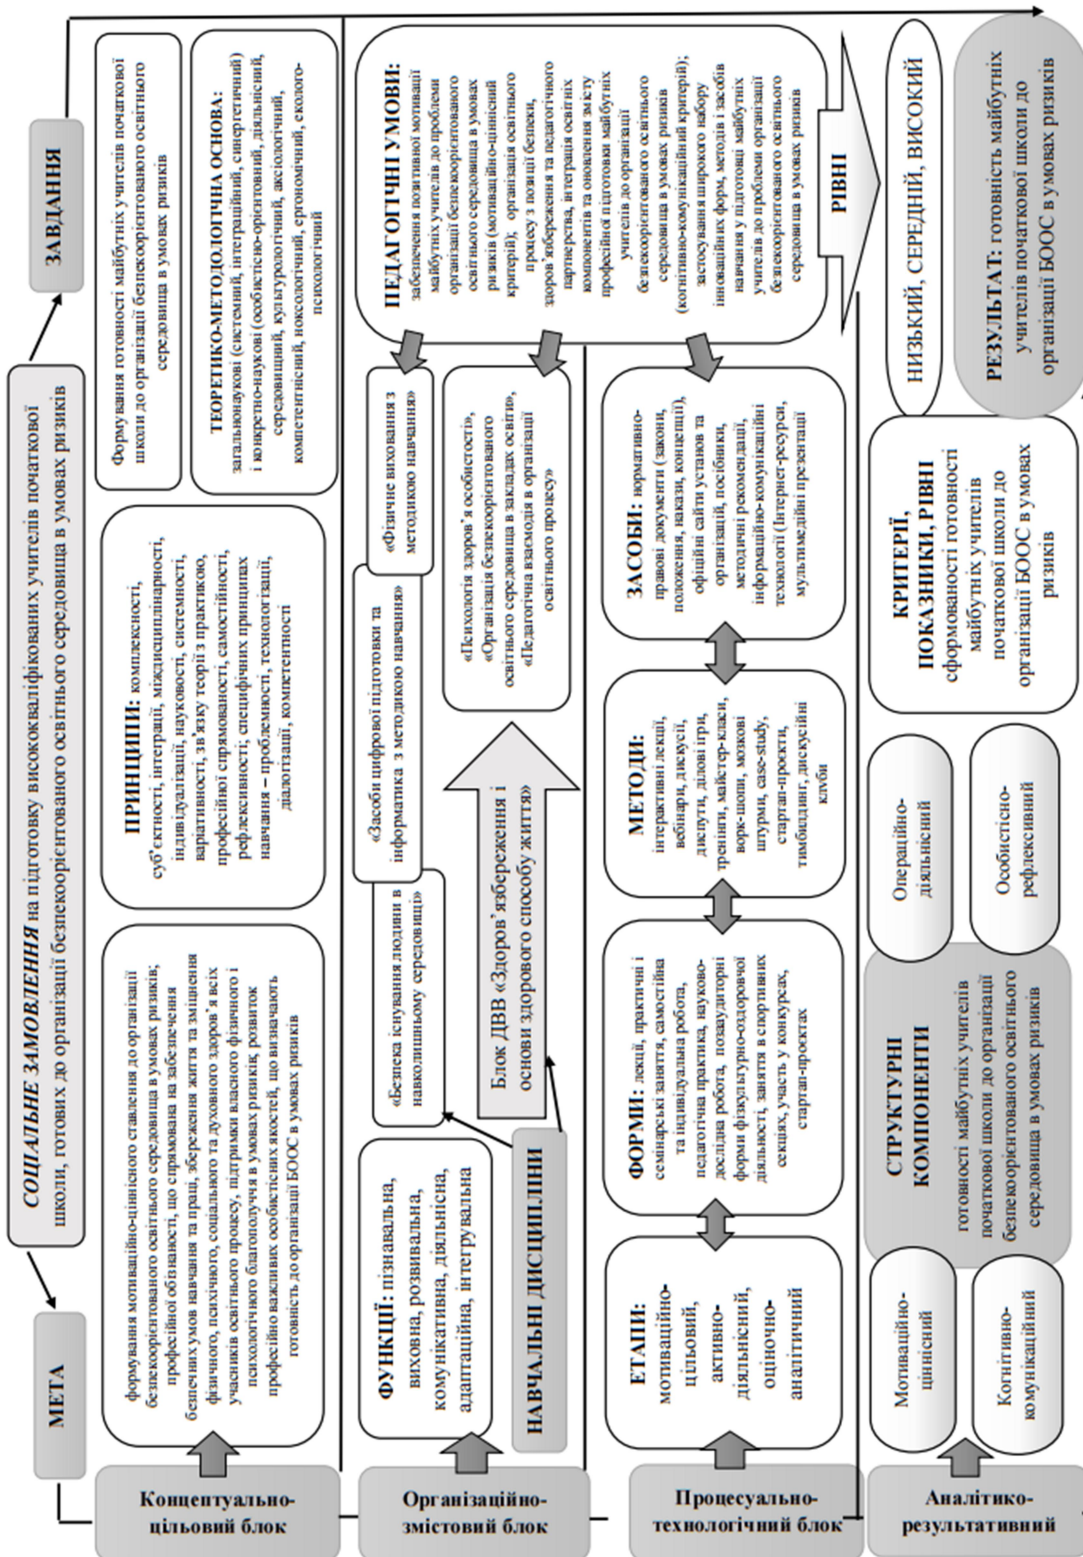 СОЦІАЛЬНЕ ЗАМОВЛЕННЯ на підготовку висококваліфікованих учителів початкової
школи, готових до організації безпекоорієнтованого освітнього середовища в умовах ризиків
МЕТА
ЗАВДАННЯ
Концептуально-
цільовий блок
формування мотиваційно-ціннісного ставлення до організації
безпекоорієнтованого освітнього середовища в умовах ризиків;
професійної обізнаності, що спрямована на забезпечення
безпечних умов навчання та праці, збереження життя та зміцнення
фізичного, психічного, соціального та духовного здоров’я всіх
учасників освітнього процесу, підтримки власного фізичного і
психологічного благополуччя в умовах ризиків; розвиток
професійно важливих особистісних якостей, що визначають
готовність до організації БООС в умовах ризиків
ПРИНЦИПИ: комплексності,
суб’єктності, інтеграції, міждисциплінарності,
індивідуалізації, науковості, системності,
варіативності, зв’язку теорії з практикою,
професійної спрямованості, самостійності,
рефлексивності; специфічних принципах
навчання – проблемності, технологізації,
діалогізації, компетентності
Формування готовності майбутніх учителів початкової
школи до організації безпекоорієнтованого освітнього
середовища в умовах ризиків
ТЕОРЕТИКО-МЕТОДОЛОГІЧНА ОСНОВА:
загальнонаукові (системний, інтеграційний, синергетичний)
і конкретно-наукові (особистісно-орієнтовний, діяльнісний,
середовищний, культурологічний, аксіологічний,
компетентнісний, ноксологічний, ергономічний, еколого-
психологічний
Організаційно-
змістовий блок
ФУНКЦІЇ: пізнавальна,
виховна, розвивальна,
комунікативна, діяльнісна,
адаптаційна, інтегрувальна
НАВЧАЛЬНІ ДИСЦИПЛІНИ
«Безпека існування людини в
навколишньому середовищі»
«Засоби цифрової підготовки та
інформатика з методикою навчання»
«Фізичне виховання з
методикою навчання»
Блок ДВВ «Здоров’язбереження і
основи здорового способу життя»
«Психологія здоров’я особистості»,
«Організація безпекоорієнтованого
освітнього середовища в закладах освіти»,
«Педагогічна взаємодія в організації
освітнього процесу»
ПЕДАГОГІЧНІ УМОВИ:
забезпечення позитивної мотивації
майбутніх учителів до проблеми
організації безпекоорієнтованого
освітнього середовища в умовах
ризиків (мотиваційно-ціннісний
критерій); організація освітнього
процесу з позиції безпеки,
здоров’язбереження та педагогічного
партнерства, інтеграція освітніх
компонентів та оновлення змісту
професійної підготовки майбутніх
учителів до організації
безпекоорієнтованого освітнього
середовища в умовах ризиків
(когнітивно-комунікаційний критерій);
застосування широкого набору
інноваційних форм, методів і засобів
навчання у підготовці майбутніх
учителів до проблеми організації
безпекоорієнтованого освітнього
середовища в умовах ризиків
Процесуально-
технологічний блок
ЕТАПИ:
мотиваційно-
цільовий,
активно-
діяльнісний,
оціночно-
аналітичний
ФОРМИ: лекції, практичні і
семінарські заняття, самостійна
та індивідуальна робота,
педагогічна практика, науково-
дослідна робота, позааудиторні
форми фізкультурно-оздоровчої
діяльності, заняття в спортивних
секціях, участь у конкурсах,
стартап-проєктах
МЕТОДИ:
інтерактивні лекції,
вебінари, дискусії,
диспути, ділові ігри,
тренінги, майстер-класи,
ворк-шопи, мозкові
штурми, case-study,
стартап-проєкти,
тимбилдинг, дискусійні
клуби
ЗАСОБИ: нормативно-
правові документи (закони,
положення, накази, концепції),
офіційні сайти установ та
організацій, посібники,
методичні рекомендації,
інформаційно-комунікаційні
технології (Інтернет-ресурси,
мультимедійні презентації
РІВНІ
Аналітико-
результативний
Мотиваційно-
ціннісний
Когнітивно-
комунікаційний
СТРУКТУРНІ
КОМПОНЕНТИ
готовності майбутніх учителів
початкової школи до організації
безпекоорієнтованого освітнього
середовища в умовах ризиків
Операційно-
діяльнісний
Особистісно-
рефлексивний
КРИТЕРІЇ,
ПОКАЗНИКИ, РІВНІ
сформованості готовності
майбутніх учителів
початкової школи до
організації БООС в умовах
ризиків
НИЗЬКИЙ, СЕРЕДНІЙ, ВИСОКИЙ
РЕЗУЛЬТАТ: готовність майбутніх
учителів початкової школи до
організації БООС в умовах ризиків